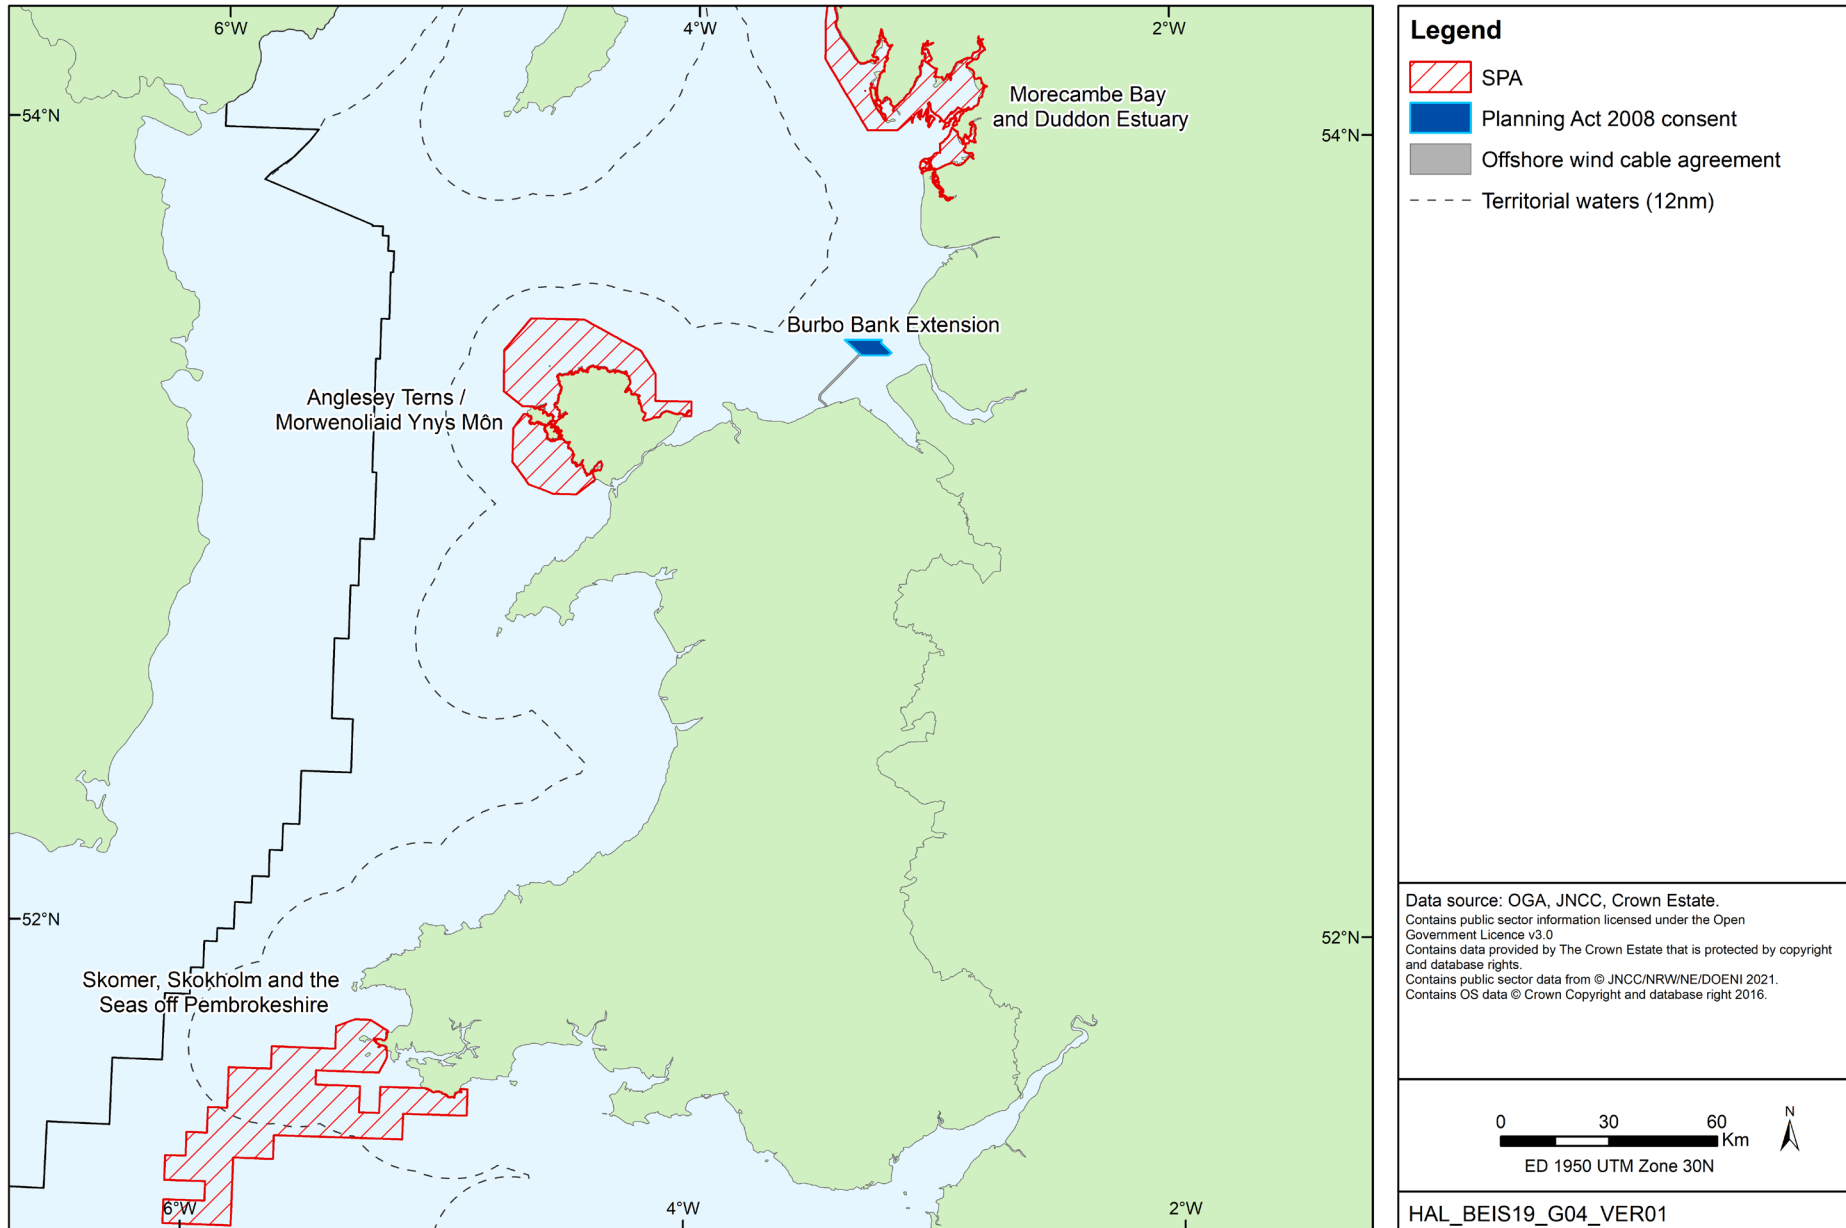 6°W
4°W
2°W
54°N
54°N
Morecambe Bay
and Duddon Estuary
Burbo Bank Extension
Anglesey Terns /
Morwenoliaid Ynys Môn
52°N
52°N
Skomer, Skokholm and the
Seas off Pembrokeshire
6°W
4°W
2°W
Legend
SPA
Planning Act 2008 consent
Offshore wind cable agreement
Territorial waters (12nm)
Data source: OGA, JNCC, Crown Estate.
Contains public sector information licensed under the Open
Government Licence v3.0
Contains data provided by The Crown Estate that is protected by copyright
and database rights.
Contains public sector data from © JNCC/NRW/NE/DOENI 2021.
Contains OS data © Crown Copyright and database right 2016.
0 30 60
Km
N
ED 1950 UTM Zone 30N
HAL_BEIS19_G04_VER01